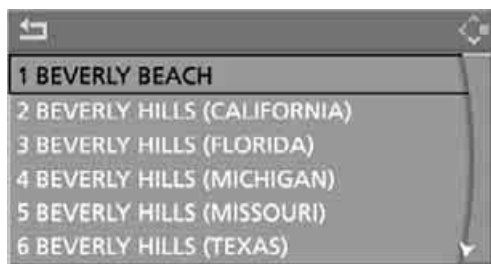 1 BEVERLY BEACH
2 BEVERLY HILLS (CALIFORNIA)
3 BEVERLY HILLS (FLORIDA)
4 BEVERLY HILLS (MICHIGAN)
5 BEVERLY HILLS (MISSOURI)
6 BEVERLY HILLS (TEXAS)